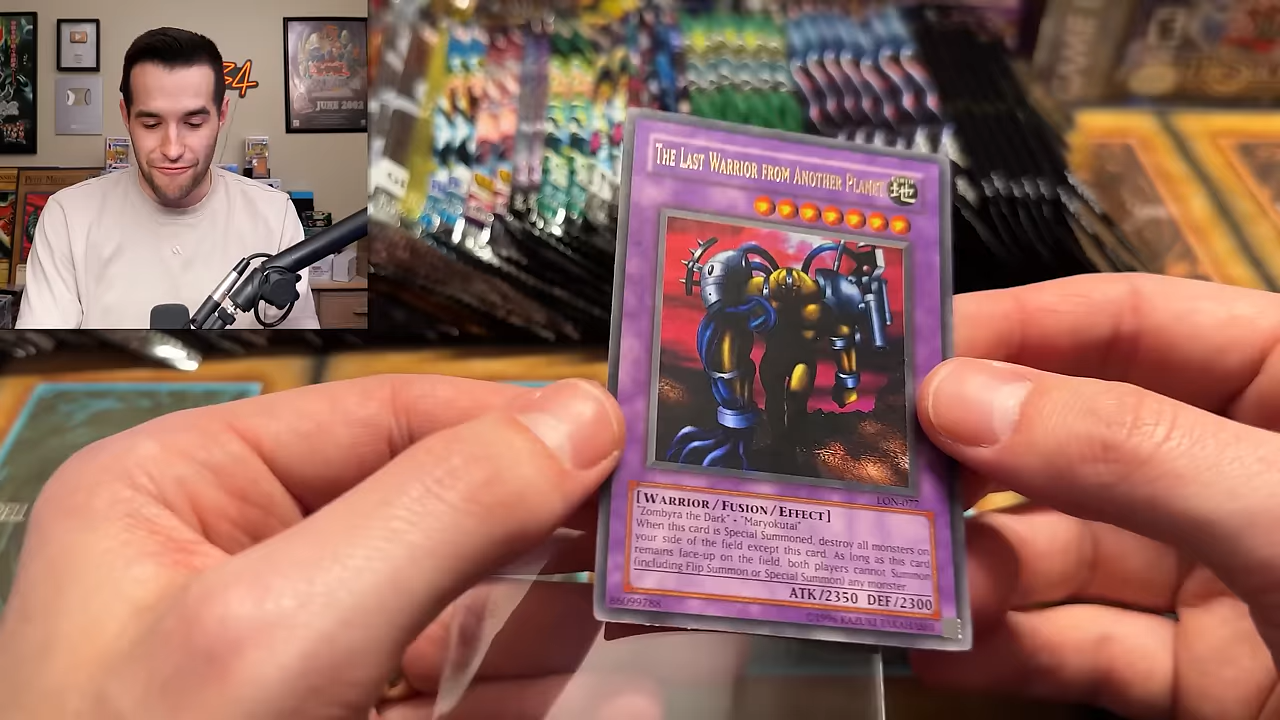 34
JUNE 2002
THE LAST WARRIOR FROM ANOTHER PLANET
LON-077
[WARRIOR/FUSION/EFFECT]
"Zombyra the Dark" - "Maryokutai"
When this card is Special Summoned, destroy all monsters on
your side of the field except this card. As long as this card
remains face-up on the field, both players cannot Summon
(including Flip Summon or Special Summon) any monster.
ATK/2350 DEF/2300
86099788
©1996 KAZUKI TAKAHASHI